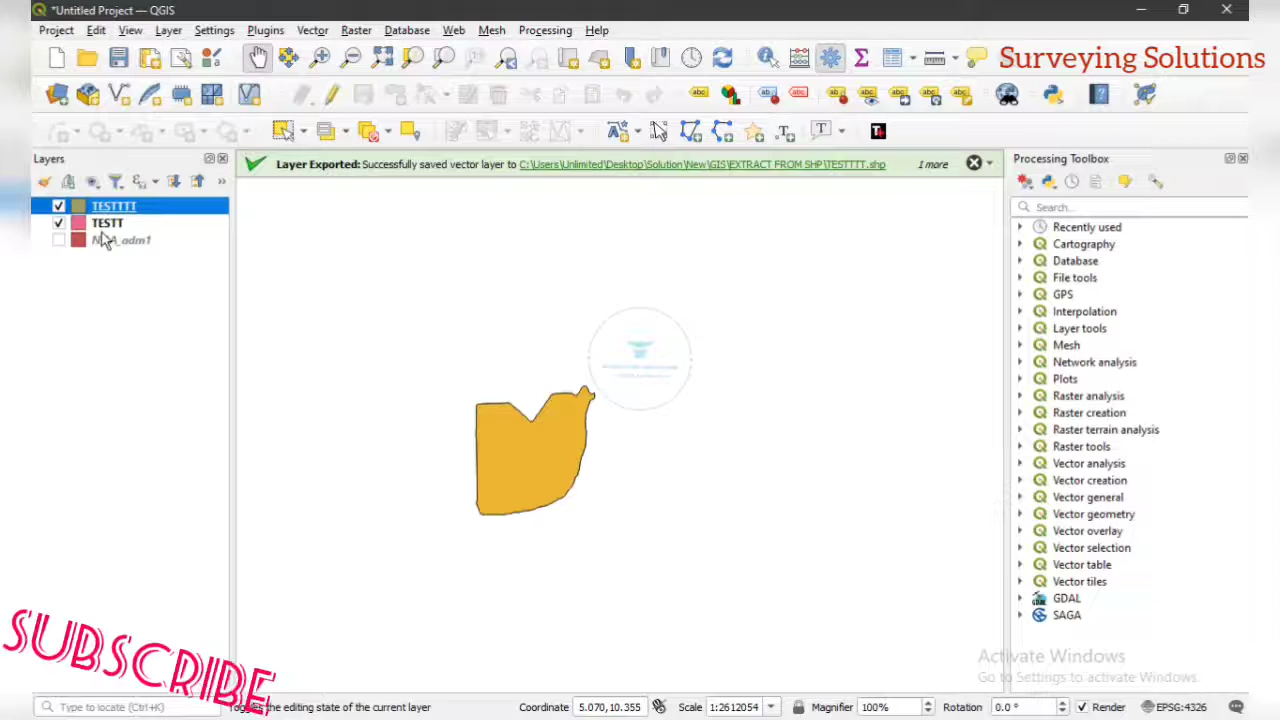 *Untitled Project — QGIS
Project Edit View Layer Settings Plugins Vector Raster Database Web Mesh Processing Help
Surveying Solutions
Layers
Layer Exported: Successfully saved vector layer to C:\Users\Unlimited\Desktop\Solution\New\GIS\EXTRACT FROM SHP\TESTTTT.shp 1 more
Processing Toolbox
TESTTTT
TESTT
_adm1
Search...
Recently used
Cartography
Database
File tools
GPS
Interpolation
Layer tools
Mesh
Network analysis
Plots
Raster analysis
Raster creation
Raster terrain analysis
Raster tools
Vector analysis
Vector creation
Vector general
Vector geometry
Vector overlay
Vector selection
Vector table
Vector tiles
GDAL
SAGA
SUBSCRIBE
Activate Windows
Go to Settings to activate Windows.
Type to locate (Ctrl+K) the editing state of the current layer Coordinate 5.070,10.355 Scale 1:2612054 Magnifier 100% Rotation 0.0 ° Render EPSG:4326